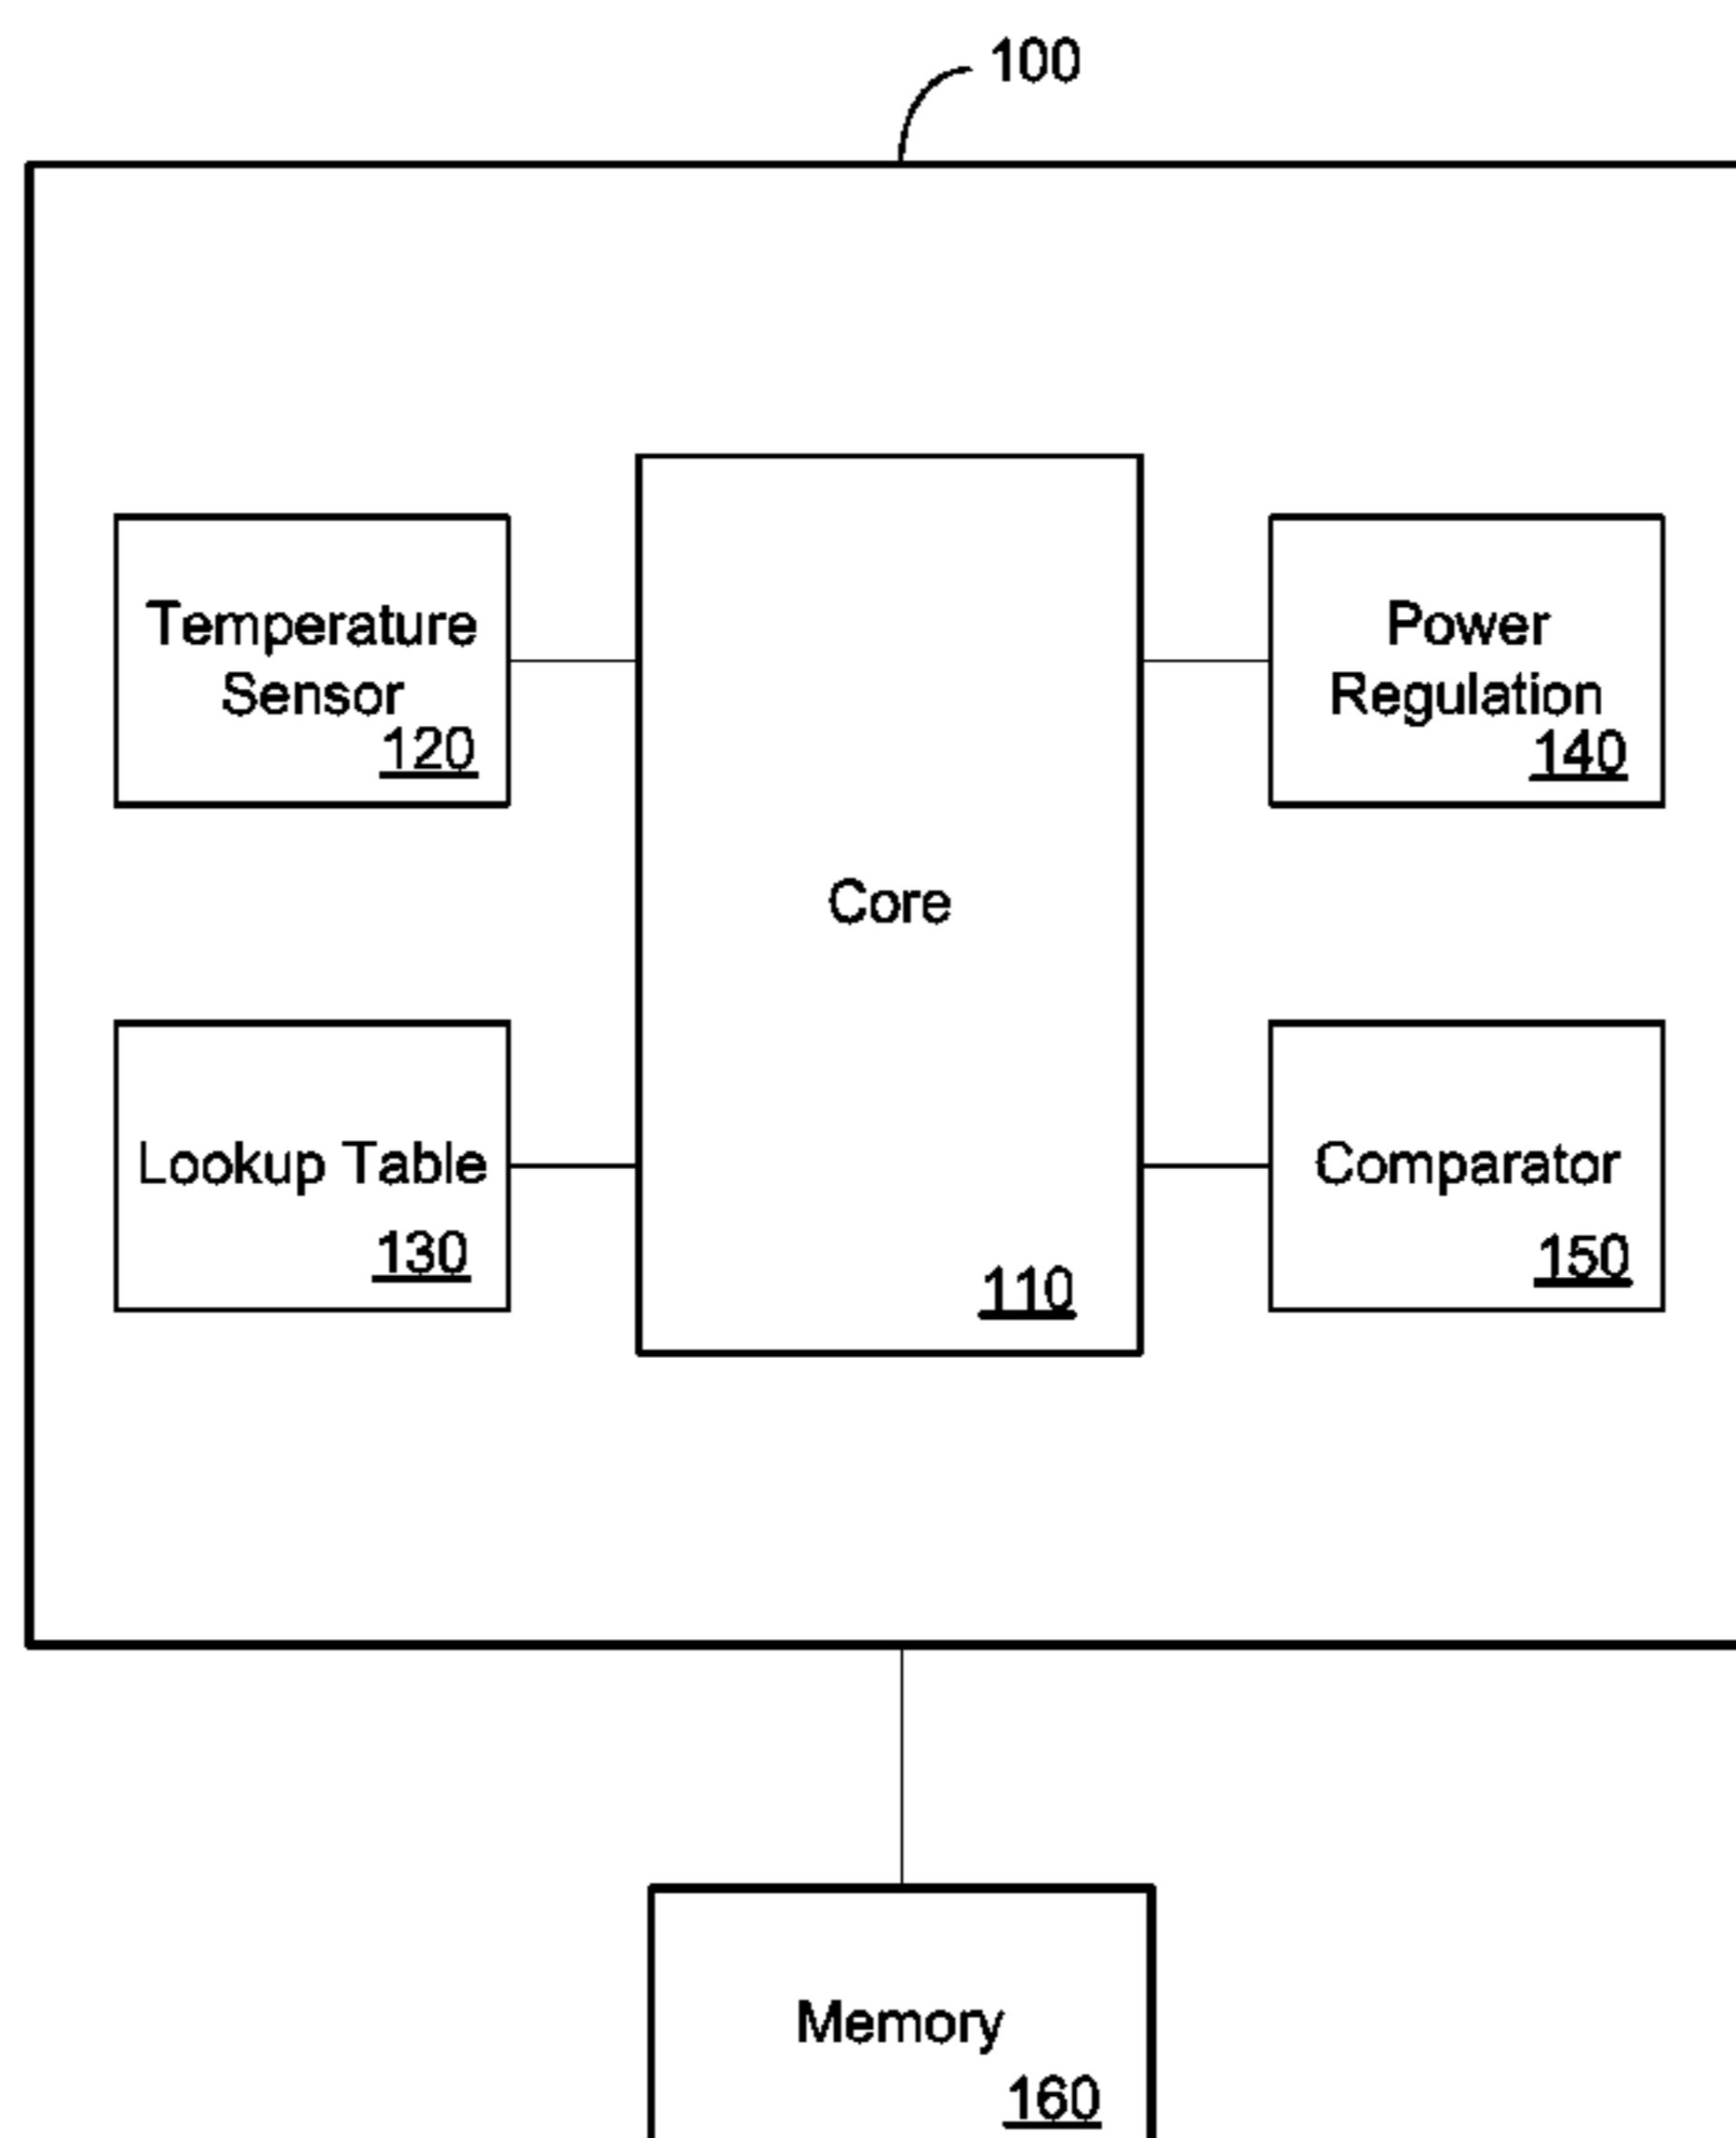 100
Temperature
Sensor
120
Power
Regulation
140
Core
110
Lookup Table
130
Comparator
150
Memory
160